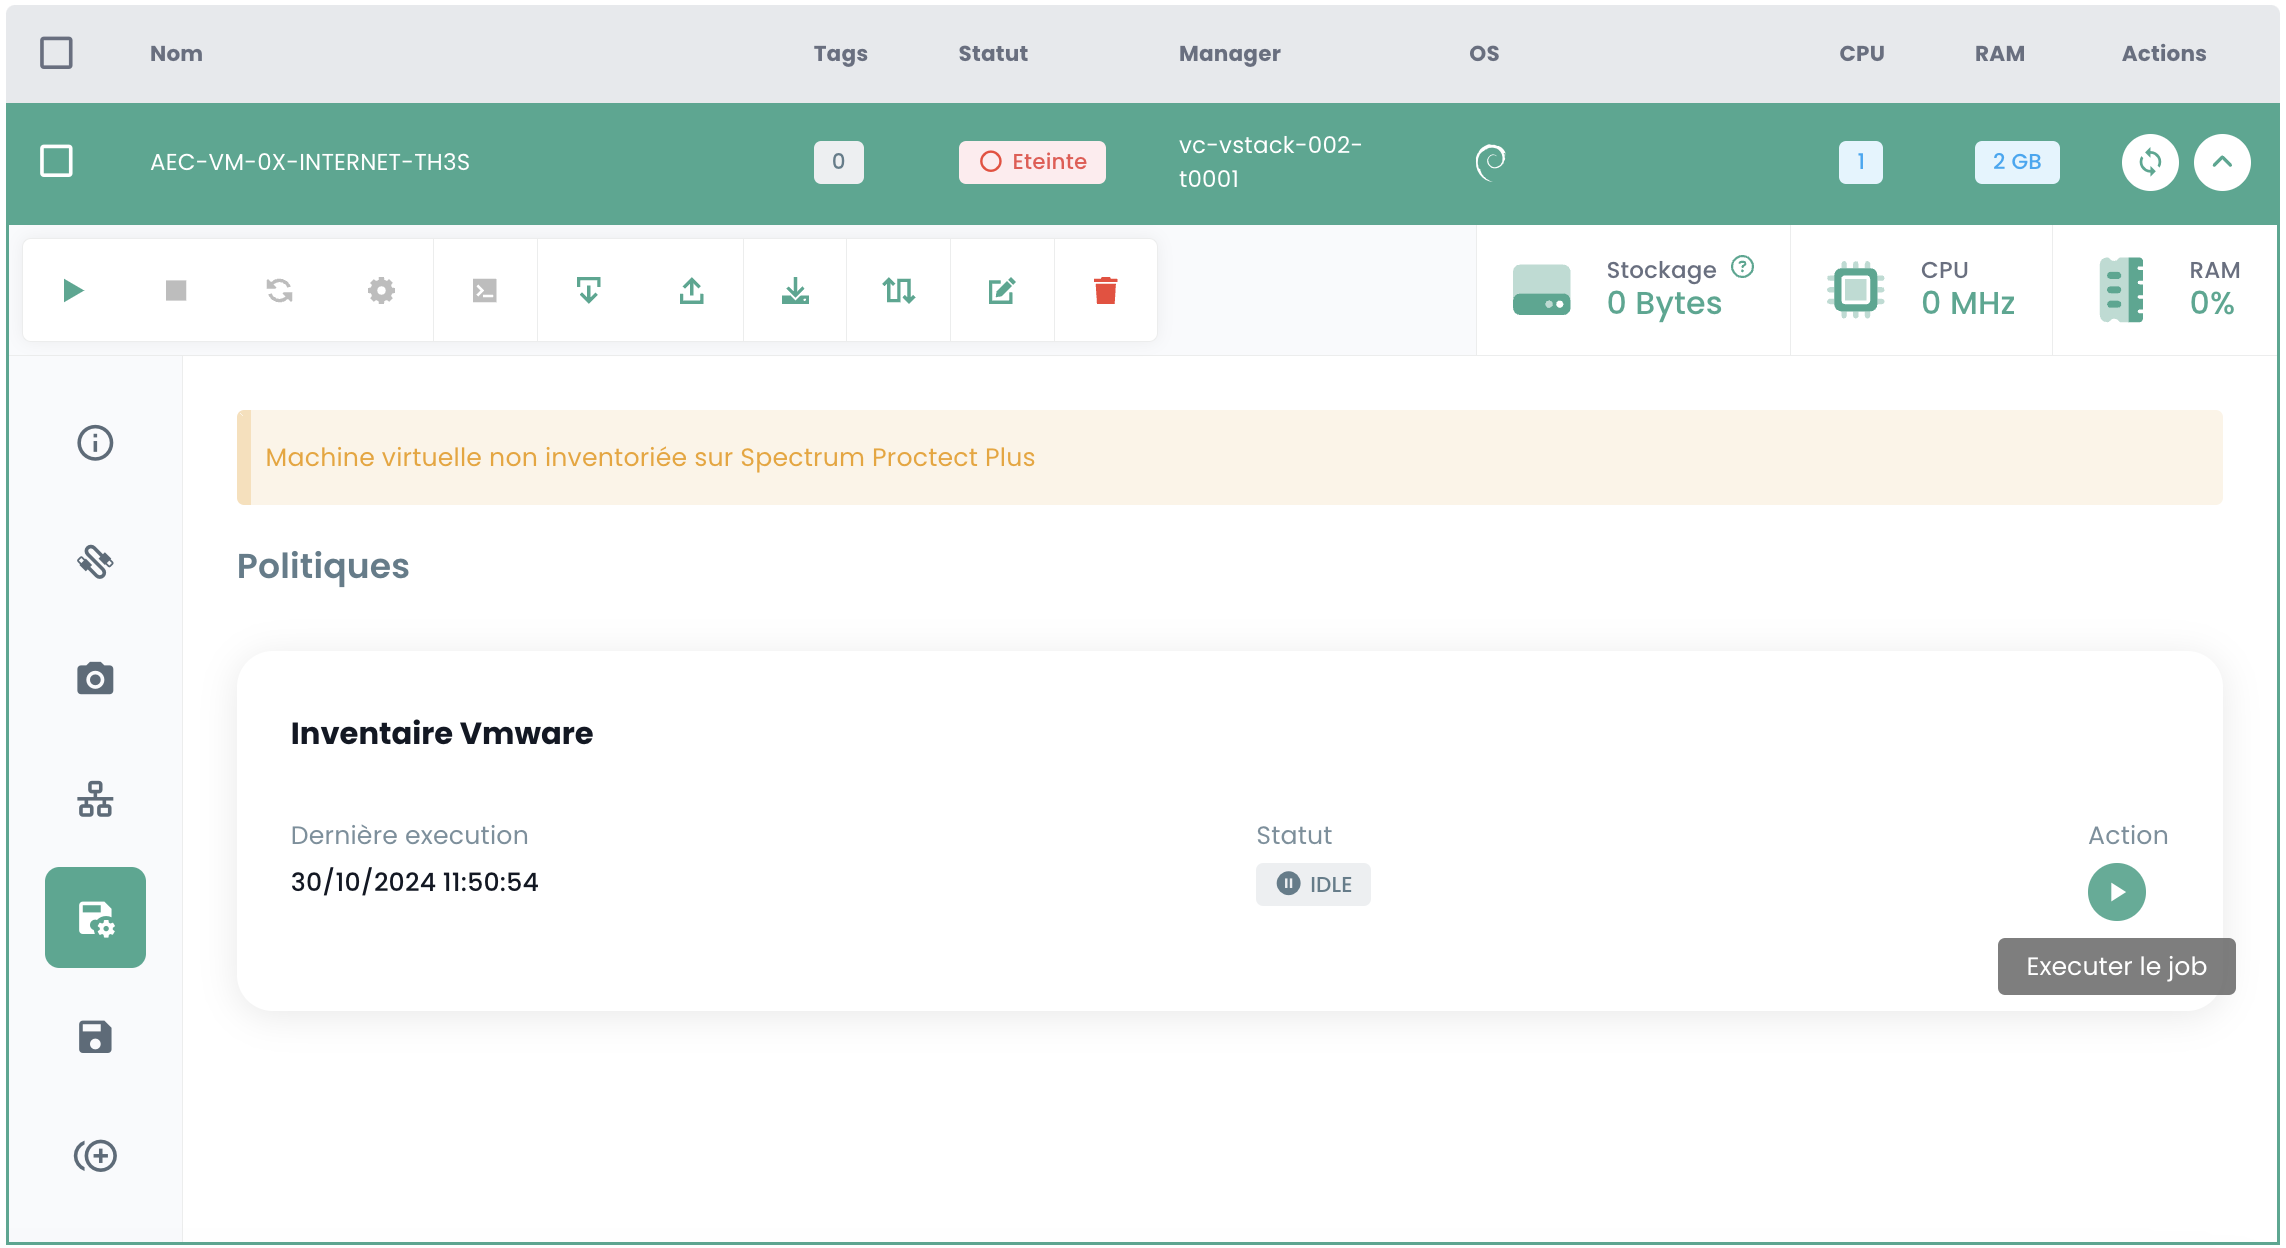 Nom Tags Statut Manager OS CPU RAM Actions
AEC-VM-0X-INTERNET-TH3S 0 Eteinte vc-vstack-002-
t0001 1 2 GB
Stockage ? CPU RAM
0 Bytes 0 MHz 0%
Machine virtuelle non inventoriée sur Spectrum Proctect Plus
Politiques
Inventaire Vmware
Dernière execution Statut Action
30/10/2024 11:50:54 IDLE
Executer le job